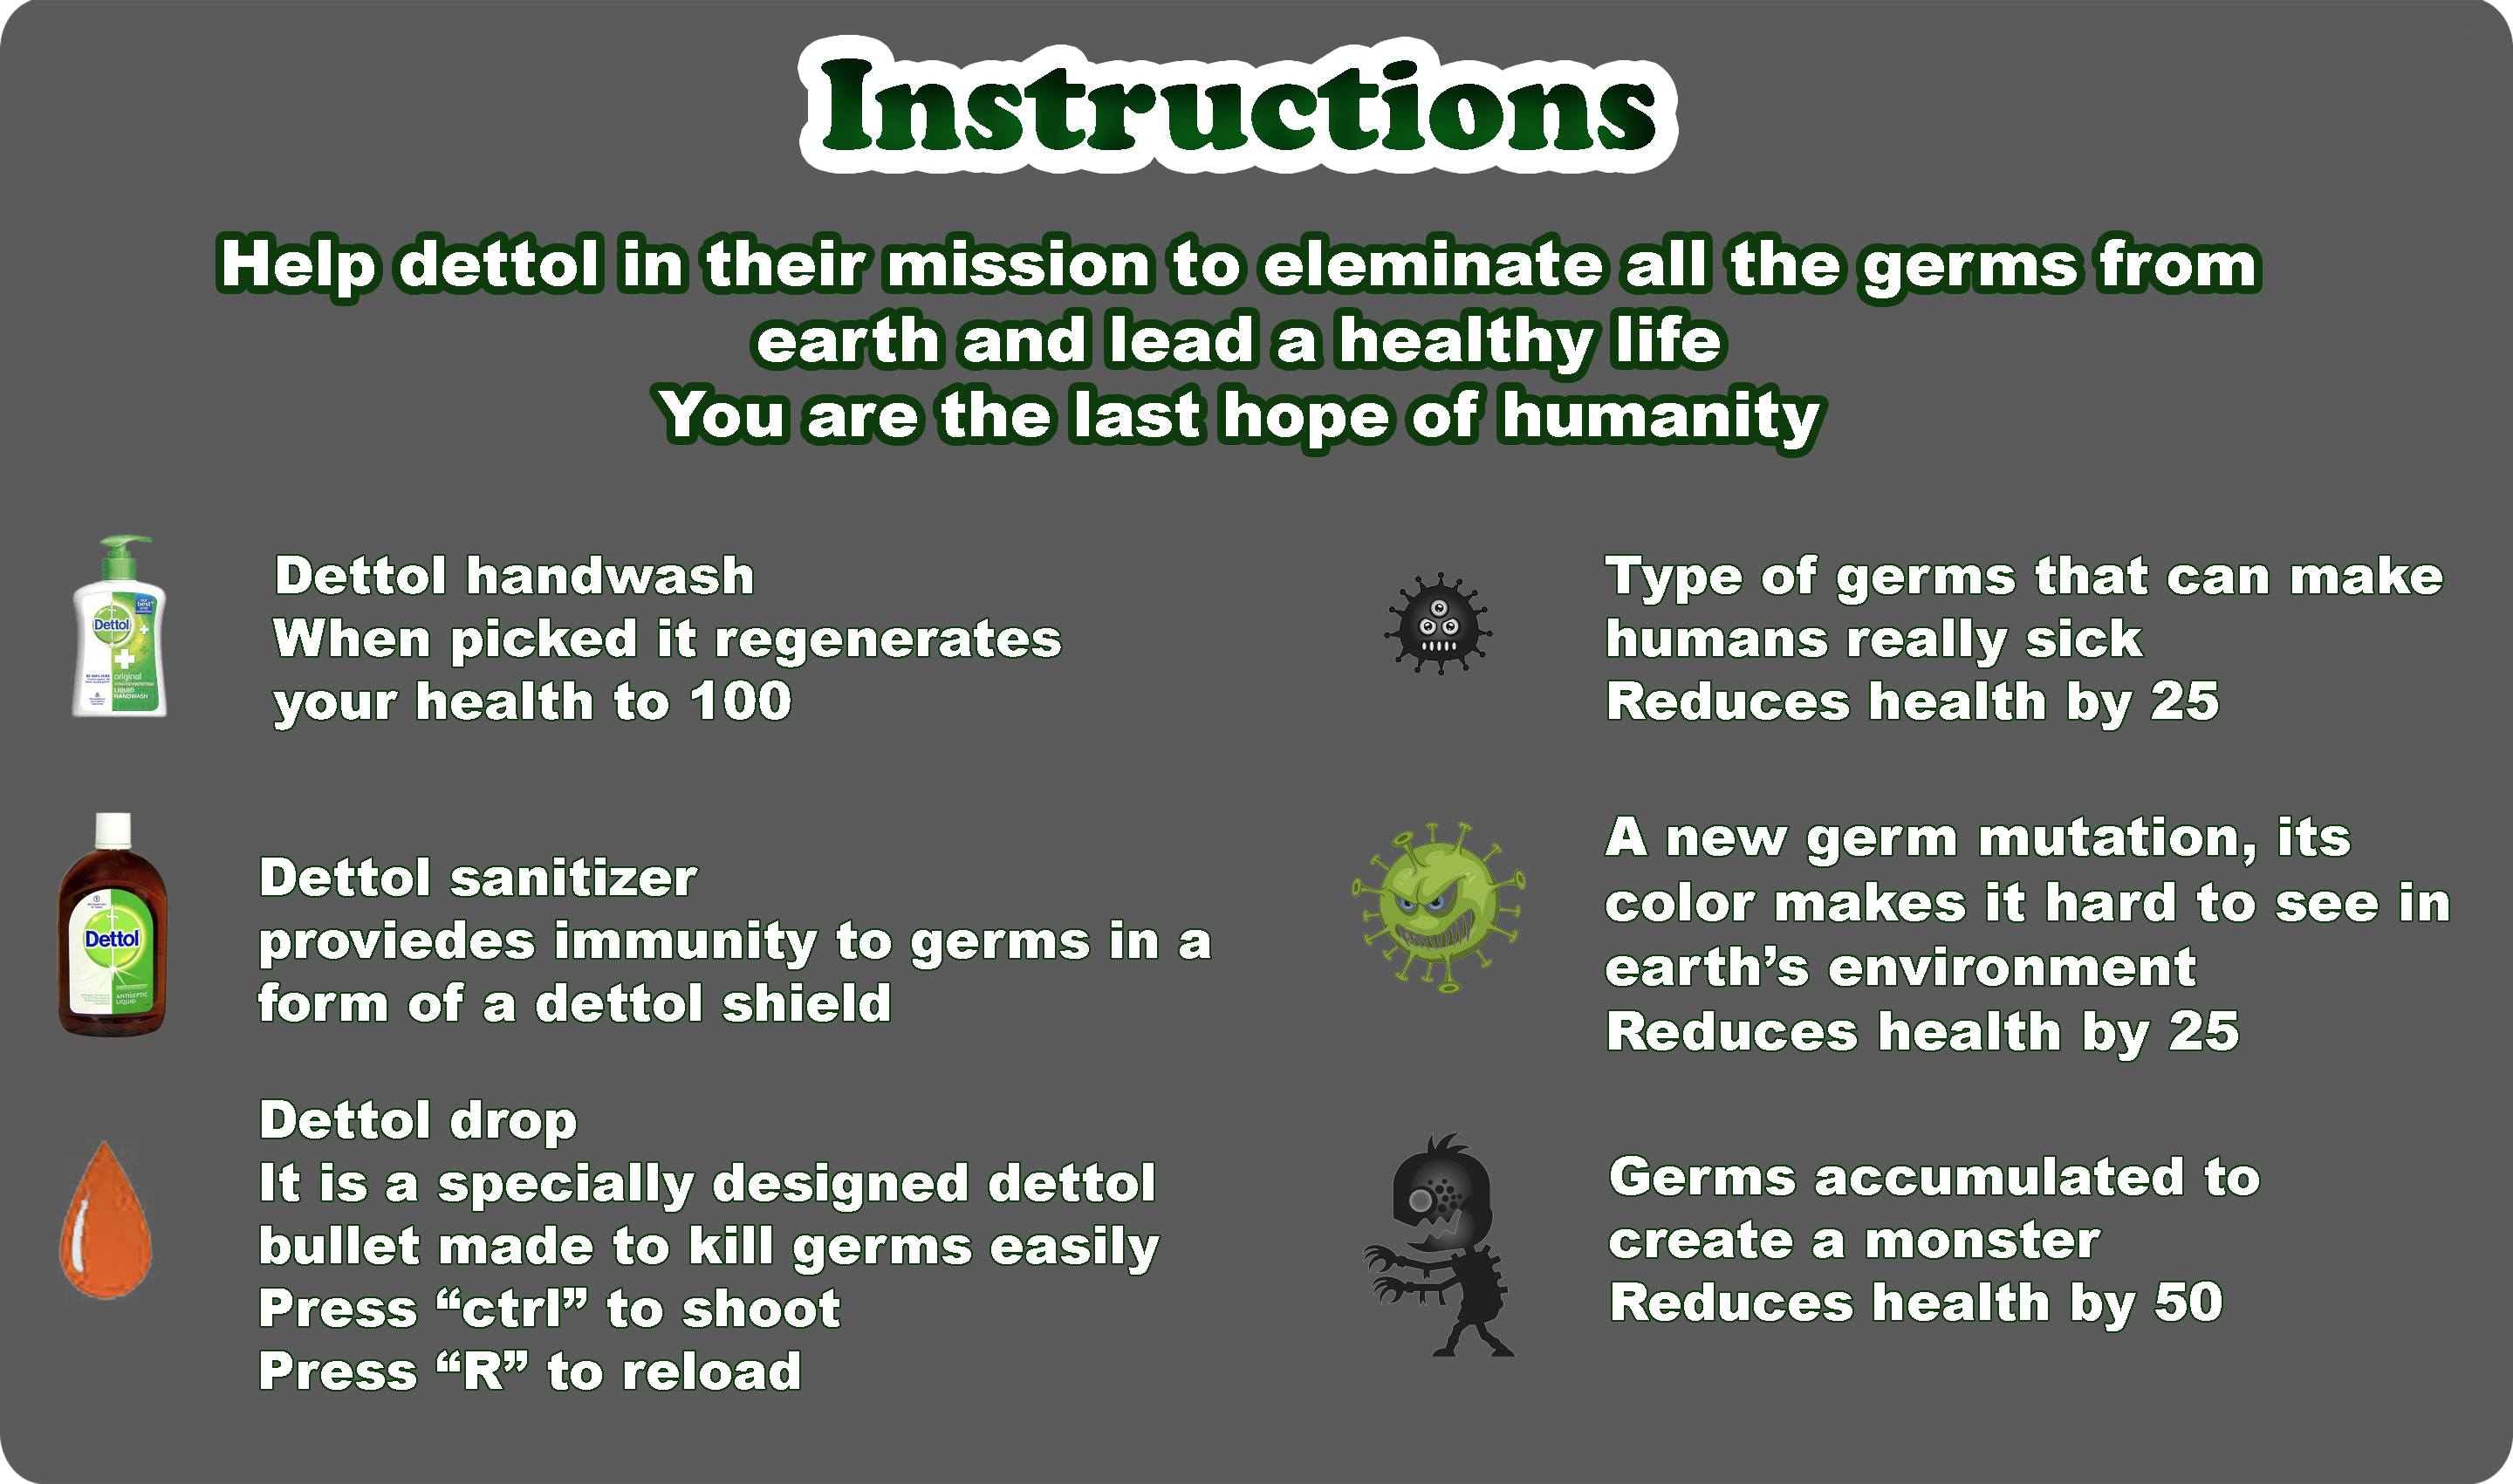 Instructions
Help dettol in their mission to eleminate all the germs from
earth and lead a healthy life
You are the last hope of humanity
Dettol handwash
When picked it regenerates
your health to 100
Dettol
original
LIQUID
HANDWASH
Dettol sanitizer
proviedes immunity to germs in a
form of a dettol shield
Dettol
ANTISEPTIC
LIQUID
Dettol drop
It is a specially designed dettol
bullet made to kill germs easily
Press “ctrl” to shoot
Press “R” to reload
Type of germs that can make
humans really sick
Reduces health by 25
A new germ mutation, its
color makes it hard to see in
earth’s environment
Reduces health by 25
Germs accumulated to
create a monster
Reduces health by 50